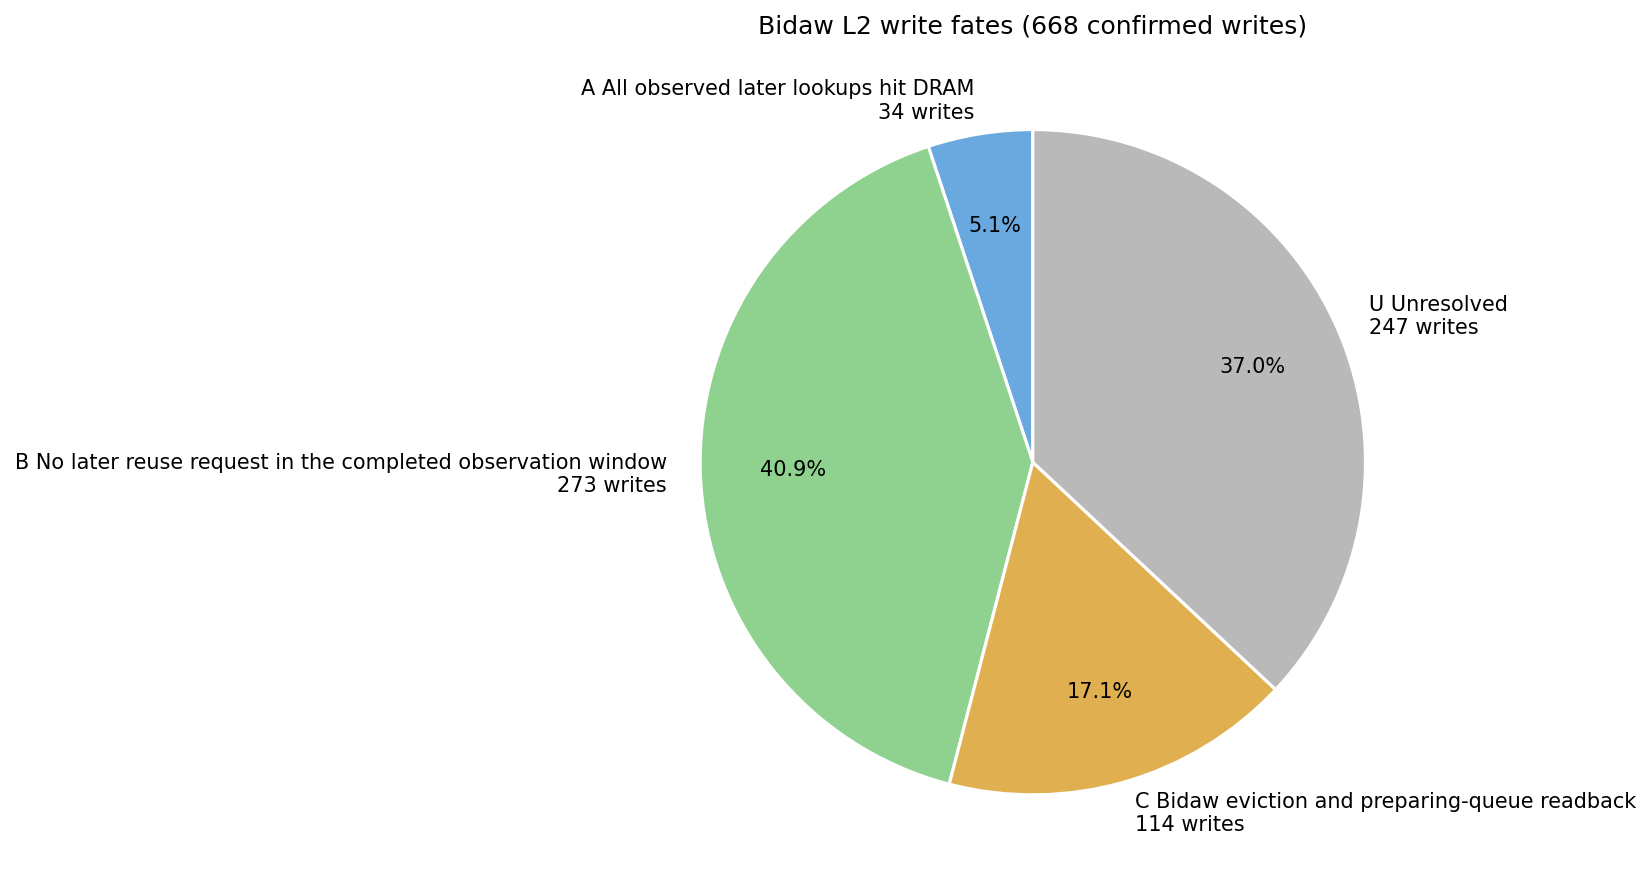 Bidaw L2 write fates (668 confirmed writes)
A All observed later lookups hit DRAM
34 writes
5.1%
U Unresolved
247 writes
37.0%
B No later reuse request in the completed observation window
273 writes
40.9%
17.1%
C Bidaw eviction and preparing-queue readback
114 writes